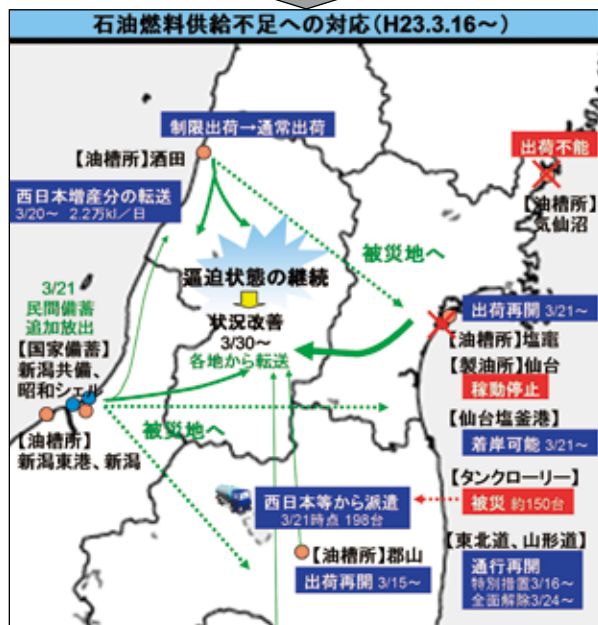 石油燃料供給不足への対応(H23.3.16～)
制限出荷→通常出荷
【油槽所】酒田
出荷不能
【油槽所】
気仙沼
西日本増産分の転送
3/20～ 2.2万kl／日
被災地へ
逼迫状態の継続
3/21
民間備蓄
追加放出
状況改善
3/30～
各地から転送
出荷再開 3/21～
【油槽所】塩竈
【国家備蓄】
新潟共備、
昭和シェル
【製油所】仙台
稼動停止
【油槽所】
新潟東港、新潟
被災地へ
【仙台塩釜港】
着岸可能 3/21～
【タンクローリー】
被災 約150台
西日本等から派遣
3/21時点 198台
【油槽所】郡山
出荷再開 3/15～
【東北道、山形道】
通行再開
特別措置3/16～
全面解除3/24～